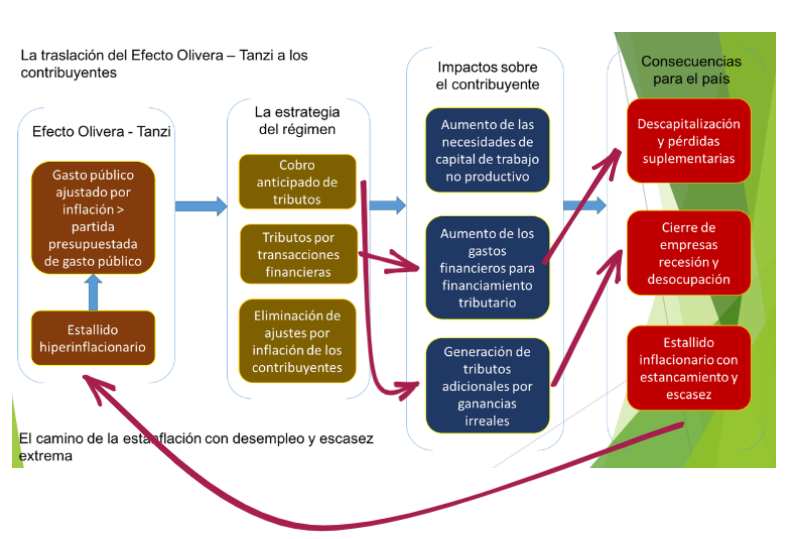 La traslación del Efecto Olivera – Tanzi a los
contribuyentes
Efecto Olivera - Tanzi
Gasto público
ajustado por
inflación >
partida
presupuestada
de gasto público
Estallido
hiperinflacionario
La estrategia
del régimen
Cobro
anticipado de
tributos
Tributos por
transacciones
financieras
Eliminación de
ajustes por
inflación de los
contribuyentes
Impactos sobre
el contribuyente
Aumento de las
necesidades de
capital de trabajo
no productivo
Aumento de los
gastos
financieros para
financiamiento
tributario
Generación de
tributos
adicionales por
ganancias
irreales
Consecuencias
para el país
Descapitalización
y pérdidas
suplementarias
Cierre de
empresas
recesión y
desocupación
Estallido
inflacionario con
estancamiento y
escasez
El camino de la estanflación con desempleo y escasez
extrema